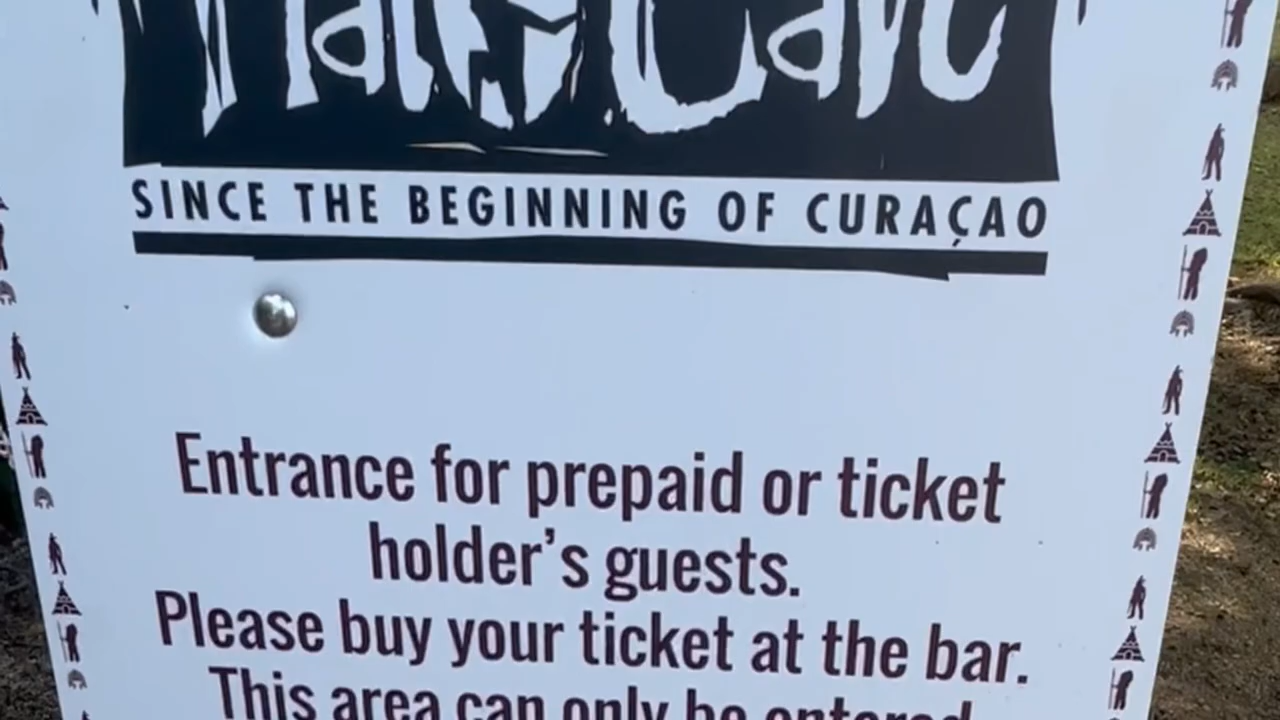 SINCE THE BEGINNING OF CURAÇAO
Entrance for prepaid or ticket
holder's guests.
Please buy your ticket at the bar.
This area can only be entered